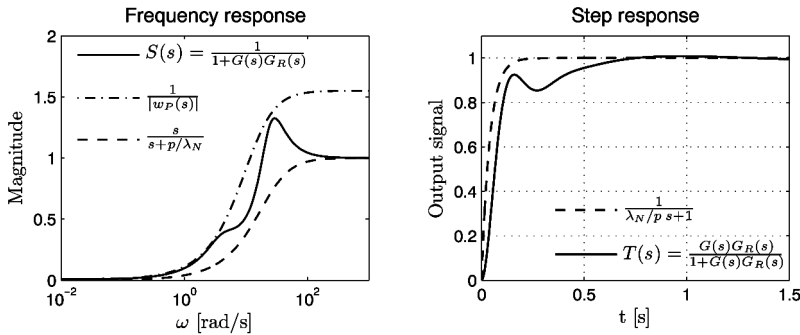 Frequency response
2
1.5
1
0.5
0
Magnitude
S(s) = 1/(1+G(s)G_R(s))
1/|w_P(s)|
s/(s+p/λ_N)
10^−2
10^0
10^2
ω [rad/s]
Step response
1
0.8
0.6
0.4
0.2
0
Output signal
1/(λ_N/p s+1)
T(s) = G(s)G_R(s)/(1+G(s)G_R(s))
0
0.5
1
1.5
t [s]